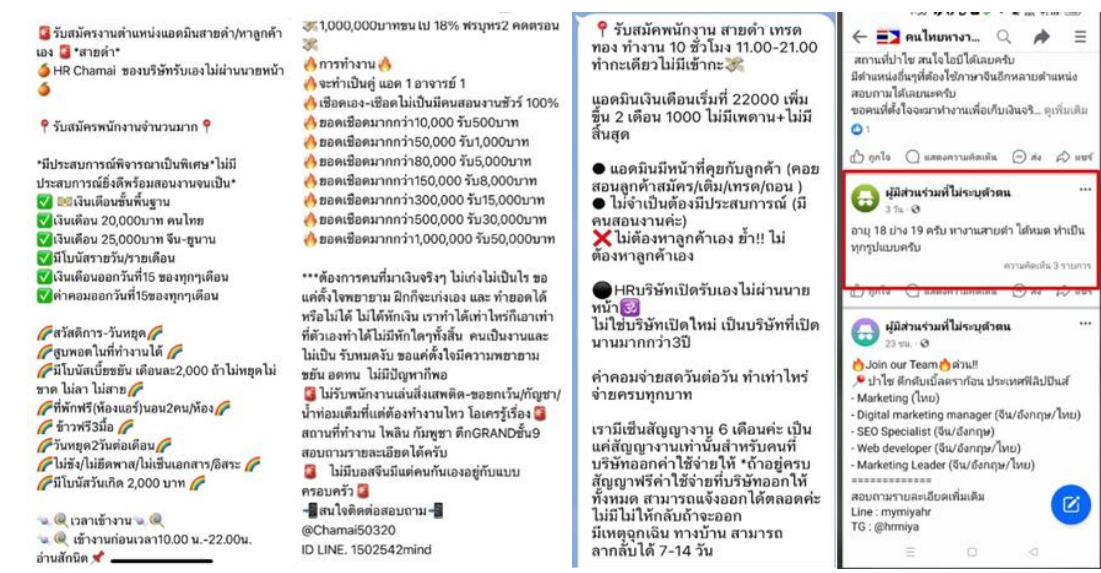 🚨 รับสมัครงานตำแหน่งแอดมินสายดำ/หาลูกค้า
เอง 🚨 *สายดำ*
🍊 HR Chamai ของบริษัทรับเองไม่ผ่านนายหน้า
🍊
📍 รับสมัครพนักงานจำนวนมาก 📍
*มีประสบการณ์พิจารณาเป็นพิเศษ*ไม่มี
ประสบการณ์ยิ่งดีพร้อมสอนงานจนเป็น*
✅ 💴เงินเดือนขั้นพื้นฐาน
✅เงินเดือน 20,000บาท คนไทย
✅เงินเดือน 25,000บาท จีน-ยูนาน
✅มีโบนัสรายวัน/รายเดือน
✅เงินเดือนออกวันที่15 ของทุกๆเดือน
✅ค่าคอมออกวันที่15ของทุกๆเดือน
🌈สวัสดิการ-วันหยุด🌈
🌈สูบพอตในที่ทำงานได้ 🌈
🌈มีโบนัสเบี้ยขยัน เดือนละ2,000 ถ้าไม่หยุดไม่
ขาด ไม่ลา ไม่สาย🌈
🌈ที่พักฟรี(ห้องแอร์)นอน2คน/ห้อง🌈
🌈 ข้าวฟรี3มื้อ 🌈
🌈วันหยุด2วันต่อเดือน🌈
🌈ไม่ขัง/ไม่ยึดพาส/ไม่เซ็นเอกสาร/อิสระ 🌈
🌈มีโบนัสวันเกิด 2,000 บาท 🌈
เวลาเข้างาน
เข้างานก่อนเวลา10.00 น.-22.00น.
อ่านสักนิด📌
💸1,000,000บาทขึ้นไป 18% ฟรีบุหรี่2 คดตรอน
💸
🔥การทำงาน🔥
🔥จะทำเป็นคู่ แอด 1 อาจารย์ 1
🔥เชือดเอง-เชือดไม่เป็นมีคนสอนงานชัวร์ 100%
🔥ยอดเชือดมากกว่า10,000 รับ500บาท
🔥ยอดเชือดมากกว่า50,000 รับ1,000บาท
🔥ยอดเชือดมากกว่า80,000 รับ5,000บาท
🔥ยอดเชือดมากกว่า150,000 รับ8,000บาท
🔥ยอดเชือดมากกว่า300,000 รับ15,000บาท
🔥ยอดเชือดมากกว่า500,000 รับ30,000บาท
🔥ยอดเชือดมากกว่า1,000,000 รับ50,000บาท
***ต้องการคนที่มาเงินจริงๆ ไม่เก่งไม่เป็นไร ขอ
แค่ตั้งใจพยายาม ฝึกก็จะเก่งเอง และ ทำยอดได้
หรือไม่ได้ ไม่ได้หักเงิน เราทำได้เท่าไหร่ก็เอาเท่า
ที่ตัวเองทำได้ไม่มีหักใดๆทั้งสิ้น คนเป็นงานและ
ไม่เป็น รับหมดงับ ขอแค่ตั้งใจมีความพยายาม
ขยัน อดทน ไม่มีปัญหาก็พอ
🚨 ไม่รับพนักงานเล่นสิ่งเสพติด-ขอยกเว้น/กัญชา/
น้ำท่อมเต็มที่แต่ต้องทำงานไหว โอเครรู้เรื่อง🚨
สถานที่ทำงาน ไพลิน กัมพูชา ตึกGRANDชั้น9
สอบถามรายละเอียดได้ครับ
🚨 ไม่มีบอสจีนมีแต่คนกันเองอยู่กันแบบ
ครอบครัว🚨
📲สนใจติดต่อสอบถาม📲
@Chamai50320
ID LINE. 1502542mind
📍 รับสมัคพนักงาน สายดำ เทรด
ทอง ทำงาน 10 ชั่วโมง 11.00-21.00
ทำกะเดียวไม่มีเข้ากะ💸
แอดมินเงินเดือนเริ่มที่ 22000 เพิ่ม
ขึ้น 2 เดือน 1000 ไม่มีเพดาน+ไม่มี
สิ้นสุด
● แอดมินมีหน้าที่คุยกับลูกค้า (คอย
สอนลูกค้าสมัคร/เติม/เทรด/ถอน )
● ไม่จำเป็นต้องมีประสบการณ์ (มี
คนสอนงานค่ะ)
❌ไม่ต้องหาลูกค้าเอง ย้ำ!! ไม่
ต้องหาลูกค้าเอง
⚫HRบริษัทเปิดรับเองไม่ผ่านนาย
หน้า🕉
ไม่ใช่บริษัทเปิดใหม่ เป็นบริษัทที่เปิด
นานมากกว่า3ปี
ค่าคอมจ่ายสดวันต่อวัน ทำเท่าไหร่
จ่ายครบทุกบาท
เรามีเซ็นสัญญางาน 6 เดือนค่ะ เป็น
แค่สัญญางานเท่านั้นสำหรับคนที่
บริษัทออกค่าใช้จ่ายให้ *ถ้าอยู่ครบ
สัญญาฟรีค่าใช้จ่ายที่บริษัทออกให้
ทั้งหมด สามารถแจ้งออกได้ตลอดค่ะ
ไม่มีไม่ให้กลับถ้าจะออก
มีเหตุฉุกเฉิน ทางบ้าน สามารถ
ลากลับได้ 7-14 วัน
คนไทยหางา...
สถานที่ปาไซ สนใจไอบีได้เลยครับ
มีตำแหน่งอื่นๆที่ต้องใช้ภาษาจีนอีกหลายตำแหน่ง
สอบถามได้เลยนะครับ
ขอคนที่ตั้งใจจะมาทำงานเพื่อเก็บเงินจริ... ดูเพิ่มเติม
1
ถูกใจ แสดงความคิดเห็น ส่ง แชร์
ผู้มีส่วนร่วมที่ไม่ระบุตัวตน
3 วัน
อายุ 18 ย่าง 19 ครับ หางานสายดำ ได้หมด ทำเป็น
ทุกรูปแบบครับ
ความคิดเห็น 3 รายการ
ถูกใจ แสดงความคิดเห็น ส่ง แชร์
ผู้มีส่วนร่วมที่ไม่ระบุตัวตน
23 ชม.
🔥Join our Team🔥ด่วน!!
📍 ปาไซ ตึกดับเบิ้ลดราก้อน ประเทศฟิลิปปินส์
- Marketing (ไทย)
- Digital marketing manager (จีน/อังกฤษ/ไทย)
- SEO Specialist (จีน/อังกฤษ)
- Web developer (จีน/อังกฤษ/ไทย)
- Marketing Leader (จีน/อังกฤษ/ไทย)
=============
สอบถามรายละเอียดเพิ่มเติม
Line : mymiyahr
TG : @hrmiya